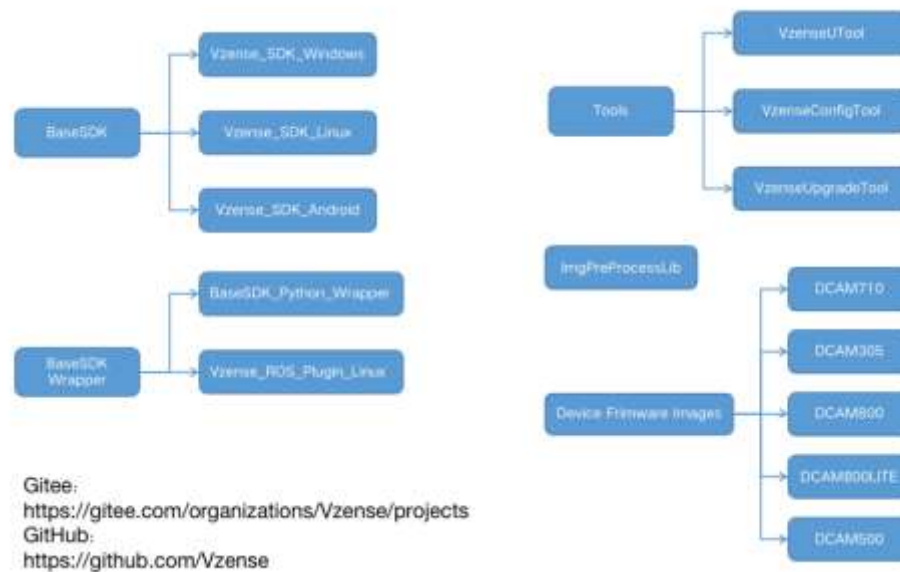 BaseSDK
Vzense_SDK_Windows
Vzense_SDK_Linux
Vzense_SDK_Android
BaseSDK
Wrapper
BaseSDK_Python_Wrapper
Vzense_ROS_Plugin_Linux
Tools
VzenseUTool
VzenseConfigTool
VzenseUpgradeTool
ImgPreProcessLib
Device Frimware Images
DCAM710
DCAM305
DCAM800
DCAM800LITE
DCAM500
Gitee:
https://gitee.com/organizations/Vzense/projects
GitHub:
https://github.com/Vzense